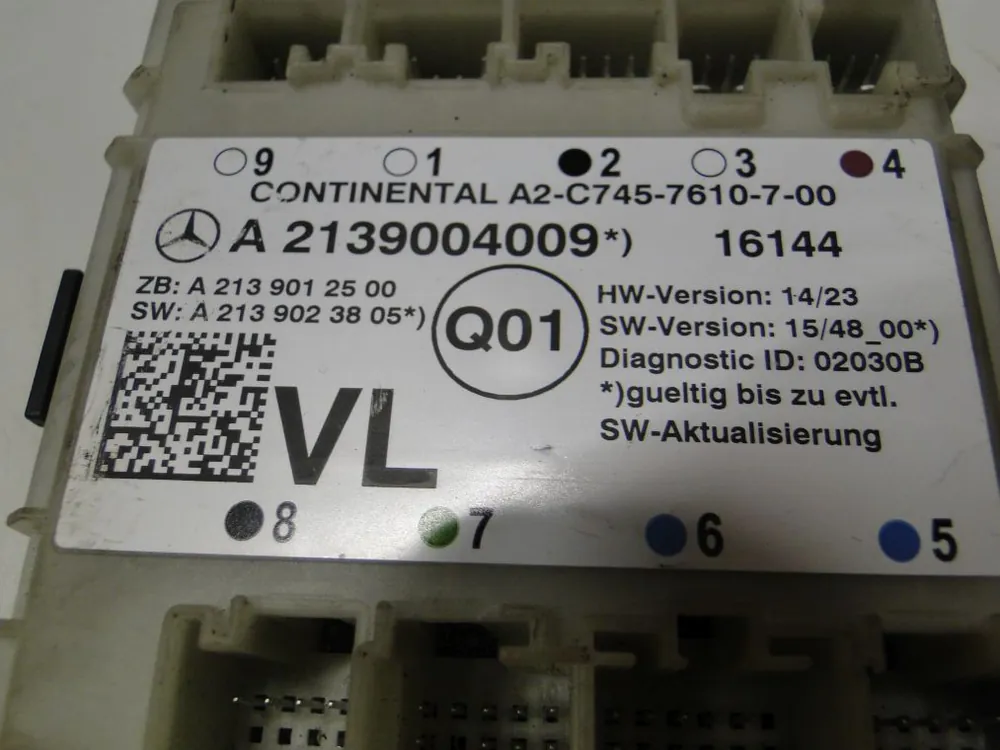 9 1 2 3 4
CONTINENTAL A2-C745-7610-7-00
A 2139004009*) 16144
ZB: A 213 901 25 00
SW: A 213 902 38 05*)
Q01
HW-Version: 14/23
SW-Version: 15/48_00*)
Diagnostic ID: 02030B
*)gueltig bis zu evtl.
SW-Aktualisierung
VL
8 7 6 5